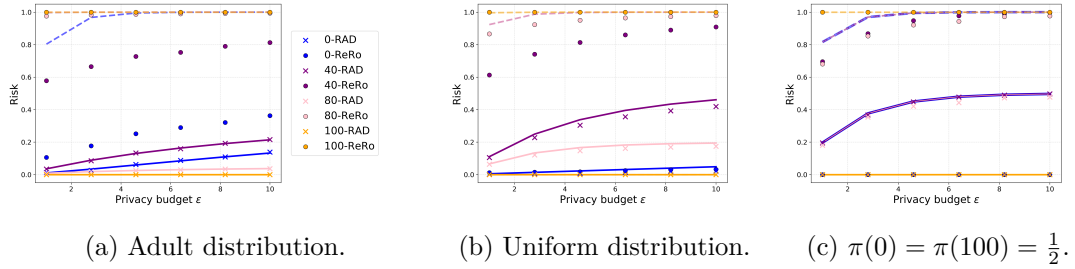 1.0
0.8
0.6
0.4
0.2
0.0
Risk
2 4 6 8 10
Privacy budget ε
0-RAD
0-ReRo
40-RAD
40-ReRo
80-RAD
80-ReRo
100-RAD
100-ReRo
1.0
0.8
0.6
0.4
0.2
0.0
Risk
2 4 6 8 10
Privacy budget ε
1.0
0.8
0.6
0.4
0.2
0.0
Risk
2 4 6 8 10
Privacy budget ε
(a) Adult distribution.
(b) Uniform distribution.
(c) π(0) = π(100) = 1/2.